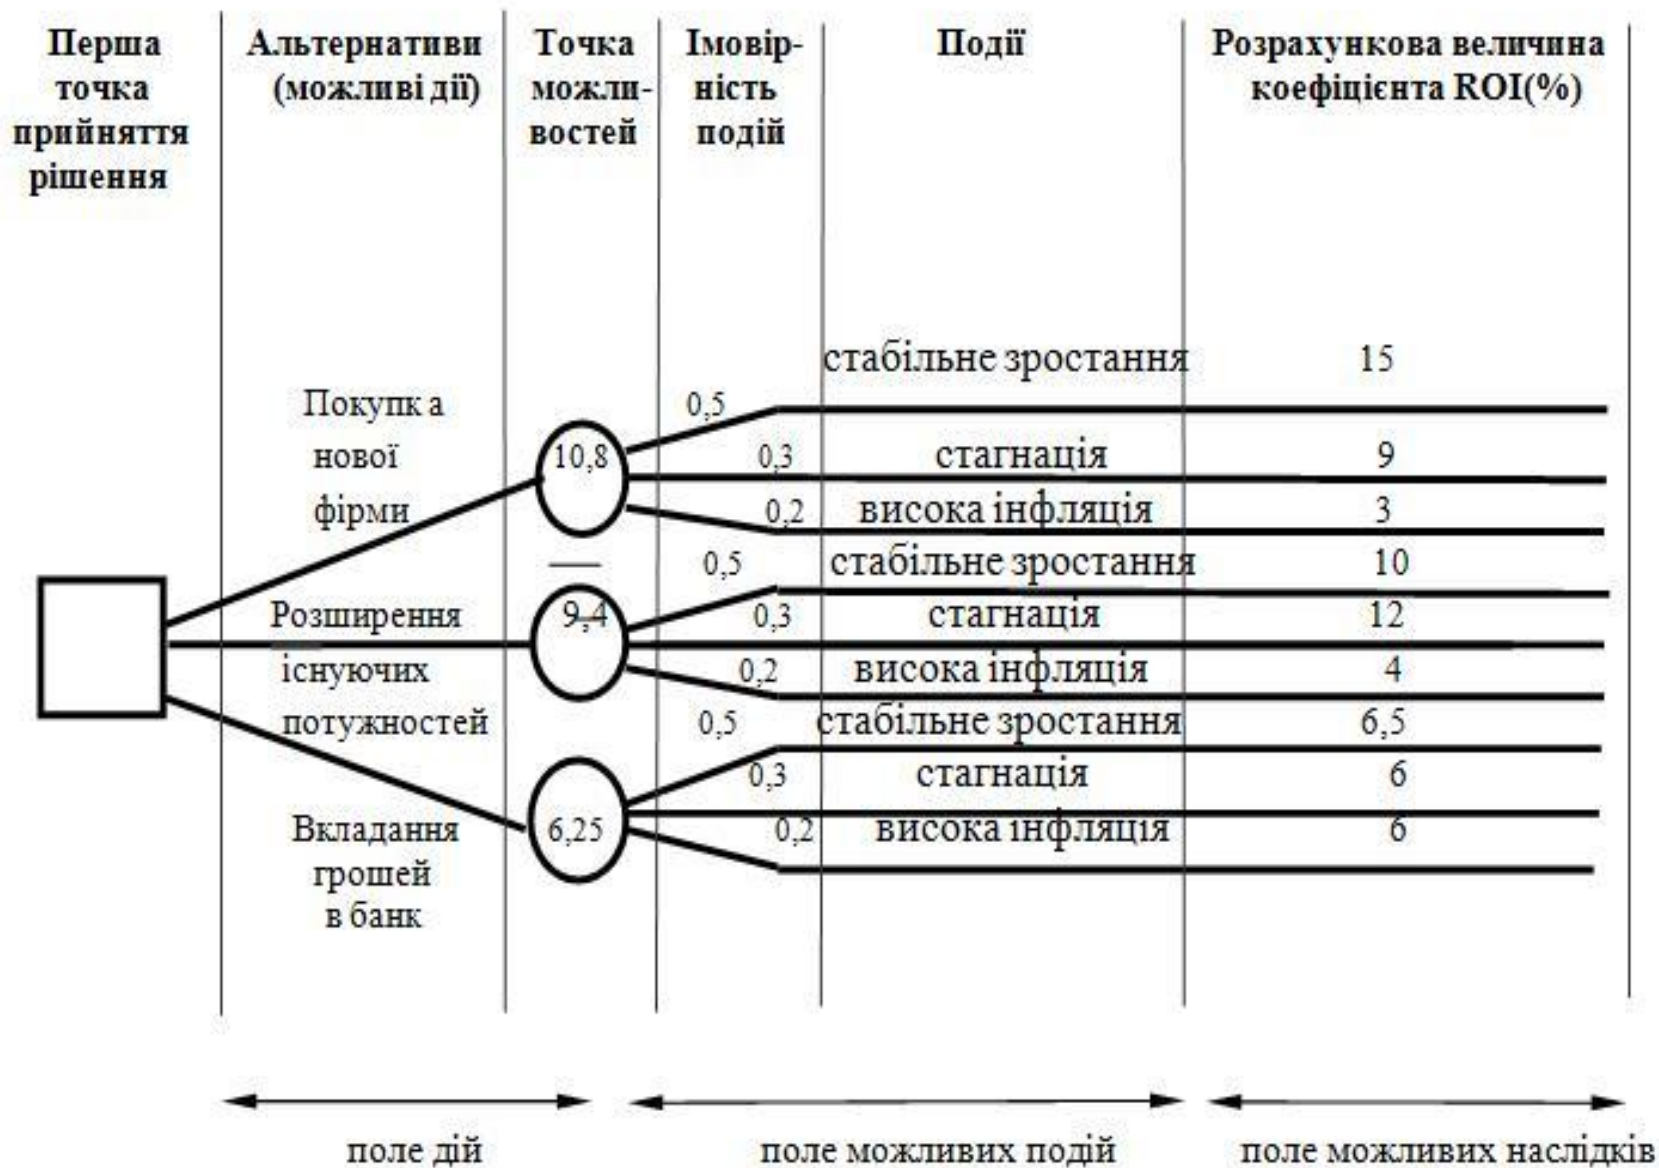 Перша
точка
прийняття
рішення
Альтернативи
(можливі дії)
Точка
можли-
востей
Імовір-
ність
подій
Події
Розрахункова величина
коефіцієнта ROI(%)
стабільне зростання 15
Покупк а
нової
фірми
0,5
10,8
0,3 стагнація 9
0,2 висока інфляція 3
0,5 стабільне зростання 10
Розширення
існуючих
потужностей
9,4
0,3 стагнація 12
0,2 висока інфляція 4
0,5 стабільне зростання 6,5
0,3 стагнація 6
Вкладання
грошей
в банк
6,25
0,2 висока інфляція 6
поле дій
поле можливих подій
поле можливих наслідків